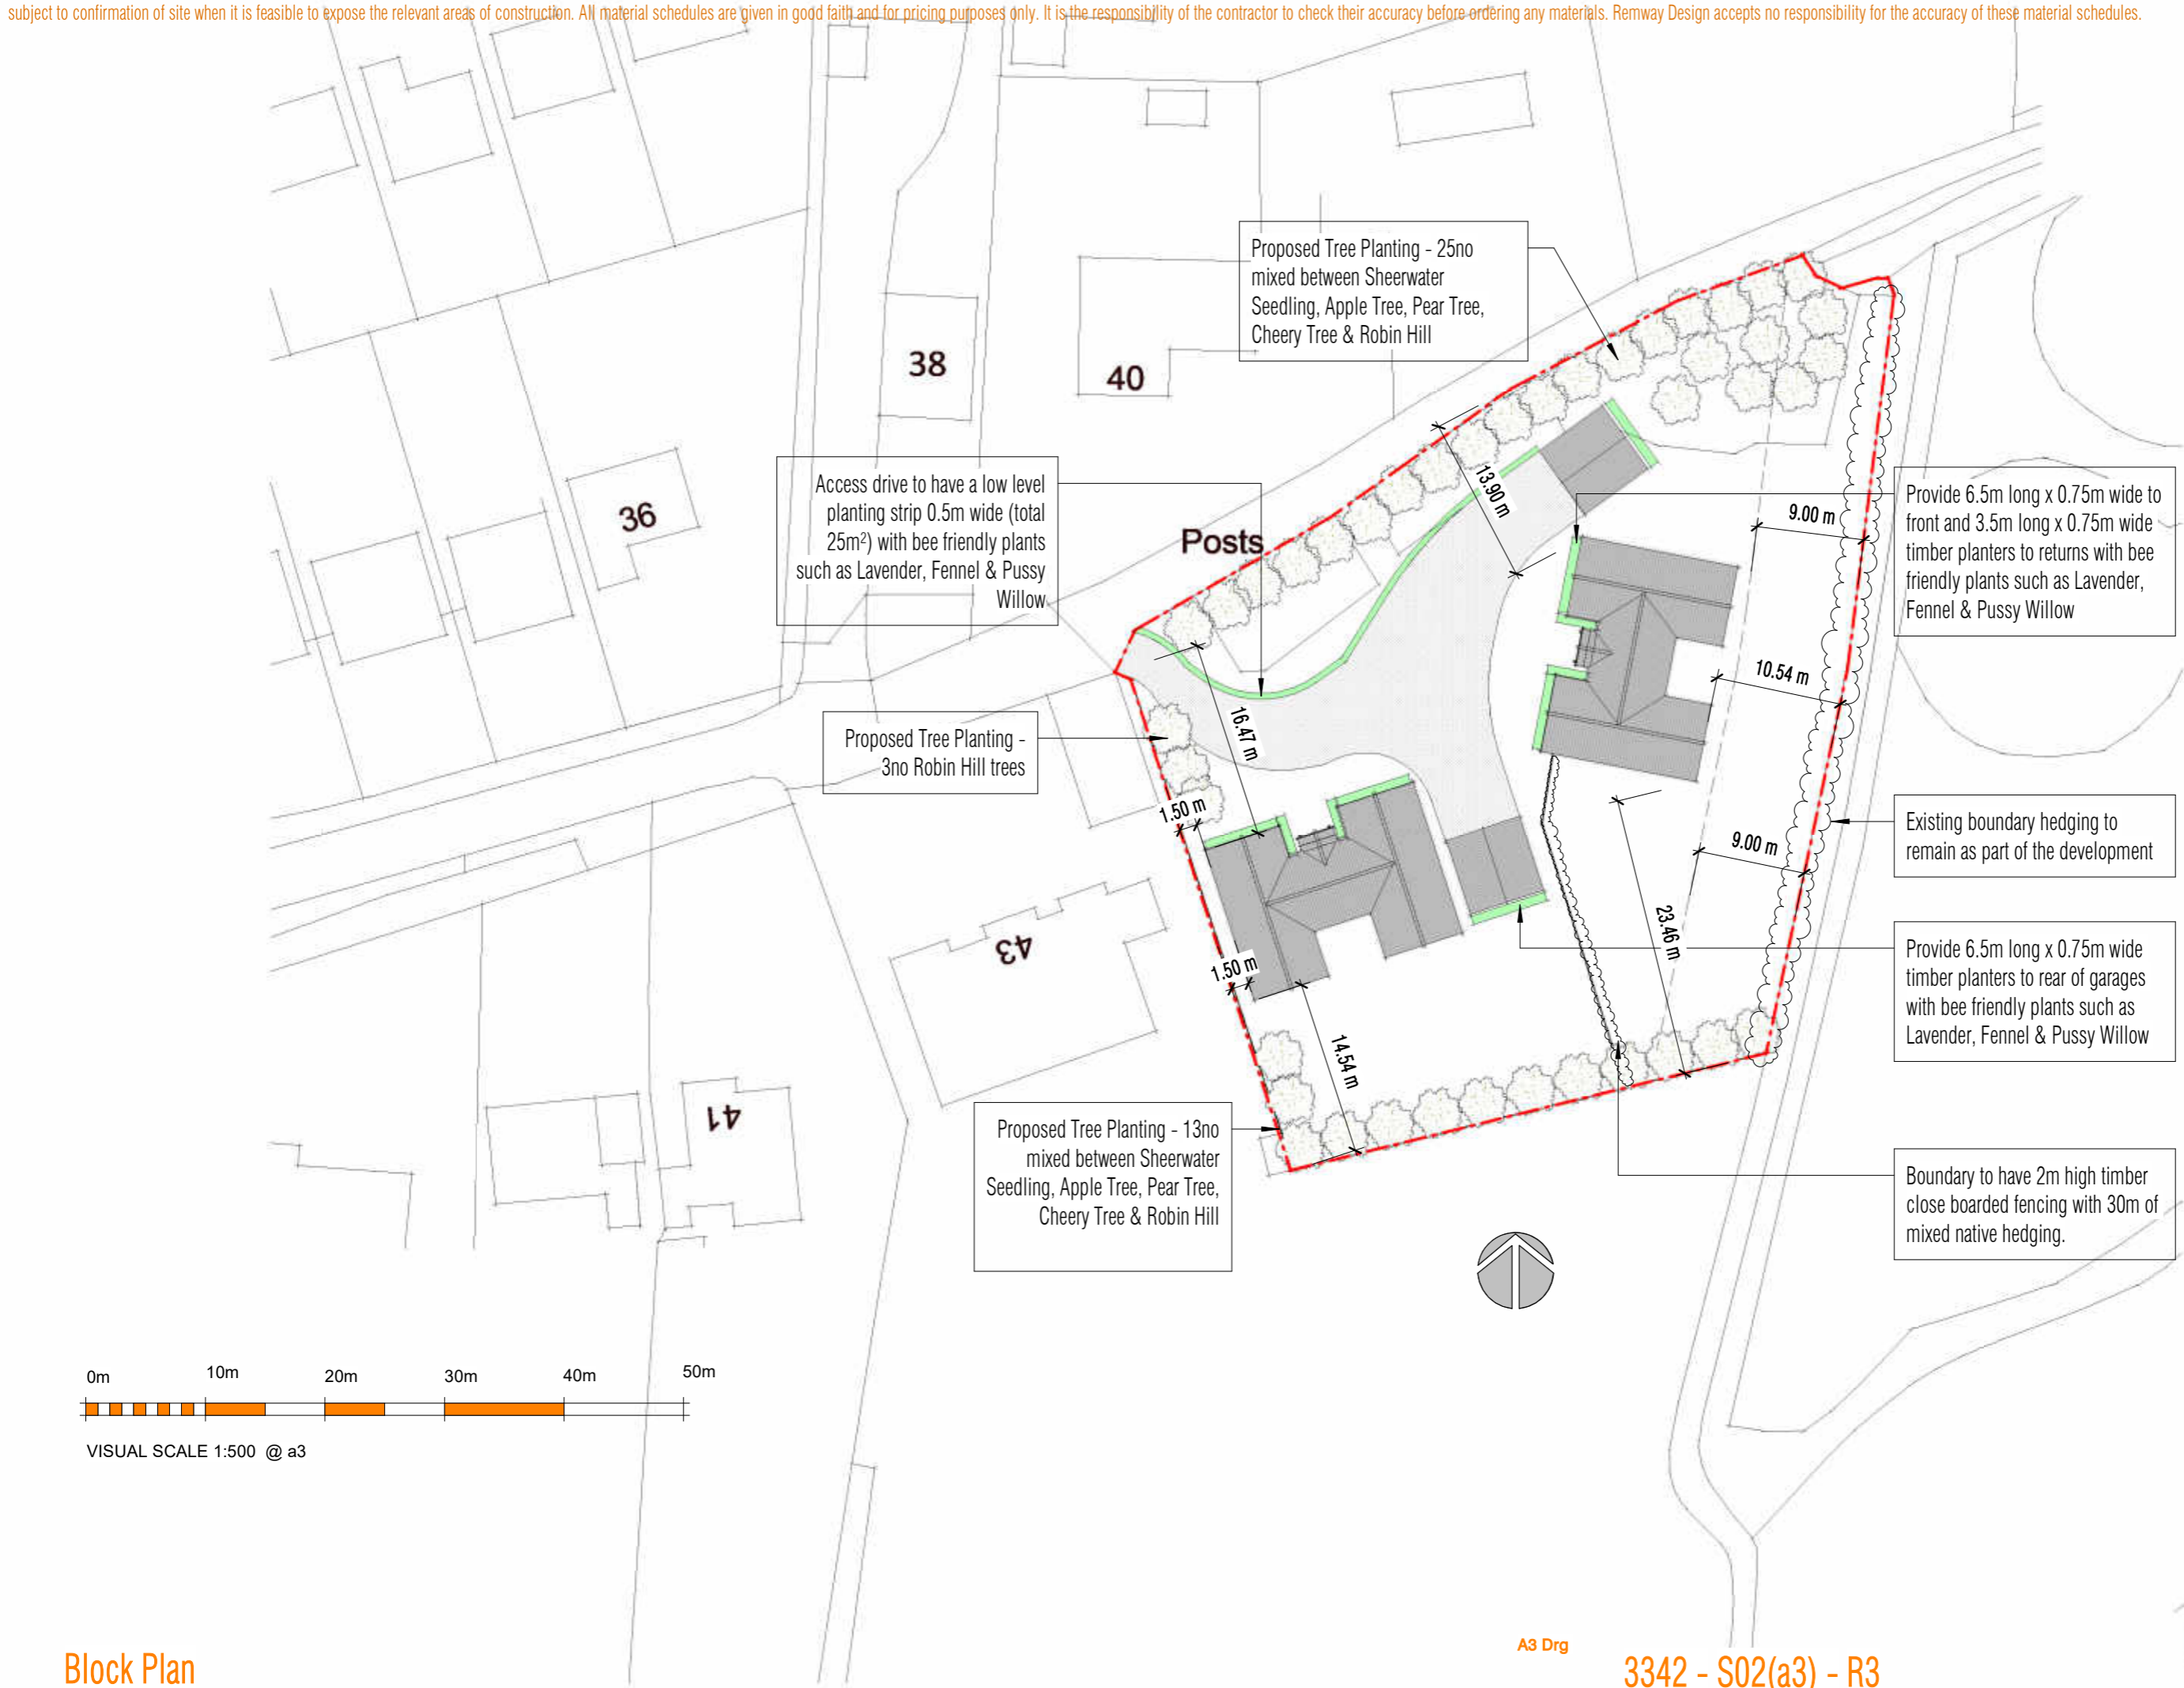 subject to confirmation of site when it is feasible to expose the relevant areas of construction. All material schedules are given in good faith and for pricing purposes only. It is the responsibility of the contractor to check their accuracy before ordering any materials. Remway Design accepts no responsibility for the accuracy of these material schedules.
Proposed Tree Planting - 25no
mixed between Sheerwater
Seedling, Apple Tree, Pear Tree,
Cheery Tree & Robin Hill
38
40
36
Access drive to have a low level
planting strip 0.5m wide (total
25m²) with bee friendly plants
such as Lavender, Fennel & Pussy
Willow
Posts
13.90 m
9.00 m
Provide 6.5m long x 0.75m wide to
front and 3.5m long x 0.75m wide
timber planters to returns with bee
friendly plants such as Lavender,
Fennel & Pussy Willow
10.54 m
16.47 m
Proposed Tree Planting -
3no Robin Hill trees
1.50 m
Existing boundary hedging to
remain as part of the development
9.00 m
23.46 m
43
1.50 m
Provide 6.5m long x 0.75m wide
timber planters to rear of garages
with bee friendly plants such as
Lavender, Fennel & Pussy Willow
14.54 m
41
Proposed Tree Planting - 13no
mixed between Sheerwater
Seedling, Apple Tree, Pear Tree,
Cheery Tree & Robin Hill
Boundary to have 2m high timber
close boarded fencing with 30m of
mixed native hedging.
0m 10m 20m 30m 40m 50m
VISUAL SCALE 1:500 @ a3
A3 Drg
Block Plan
3342 - S02(a3) - R3